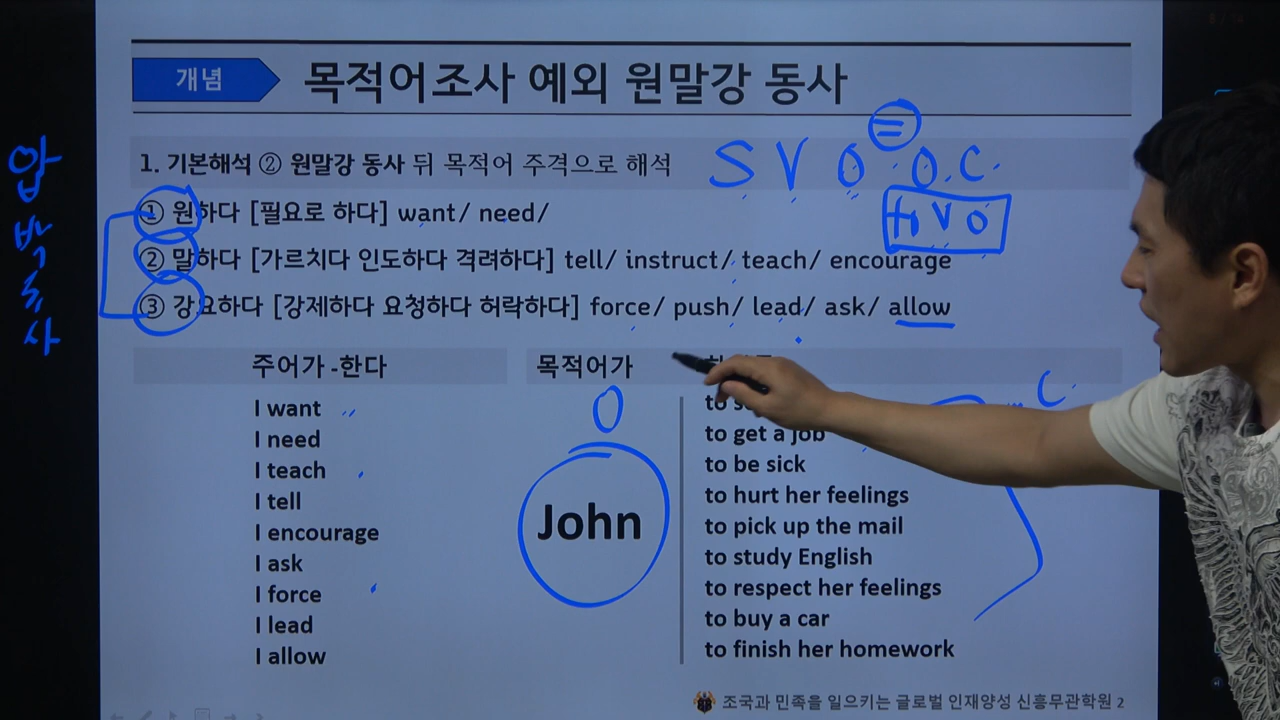 개념
목적어조사 예외 원말강 동사
1. 기본해석 ② 원말강 동사 뒤 목적어 주격으로 해석
S V O = O.C.
to V O
① 원하다 [필요로 하다] want/ need/
② 말하다 [가르치다 인도하다 격려하다] tell/ instruct/ teach/ encourage
③ 강요하다 [강제하다 요청하다 허락하다] force/ push/ lead/ ask/ allow
압박
사
주어가 -한다
목적어가
O
C
I want
I need
I teach
I tell
I encourage
I ask
I force
I lead
I allow
John
to
to get a job
to be sick
to hurt her feelings
to pick up the mail
to study English
to respect her feelings
to buy a car
to finish her homework
조국과 민족을 일으키는 글로벌 인재양성 신흥무관학원 2